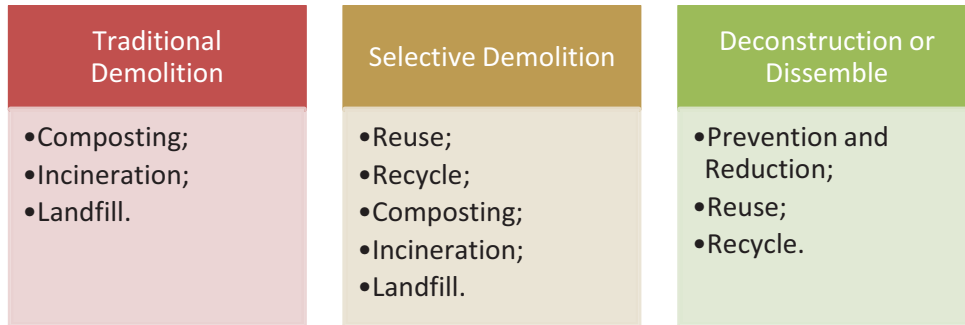 Traditional
Demolition
•Composting;
•Incineration;
•Landfill.
Selective Demolition
•Reuse;
•Recycle;
•Composting;
•Incineration;
•Landfill.
Deconstruction or
Dissemble
•Prevention and
Reduction;
•Reuse;
•Recycle.